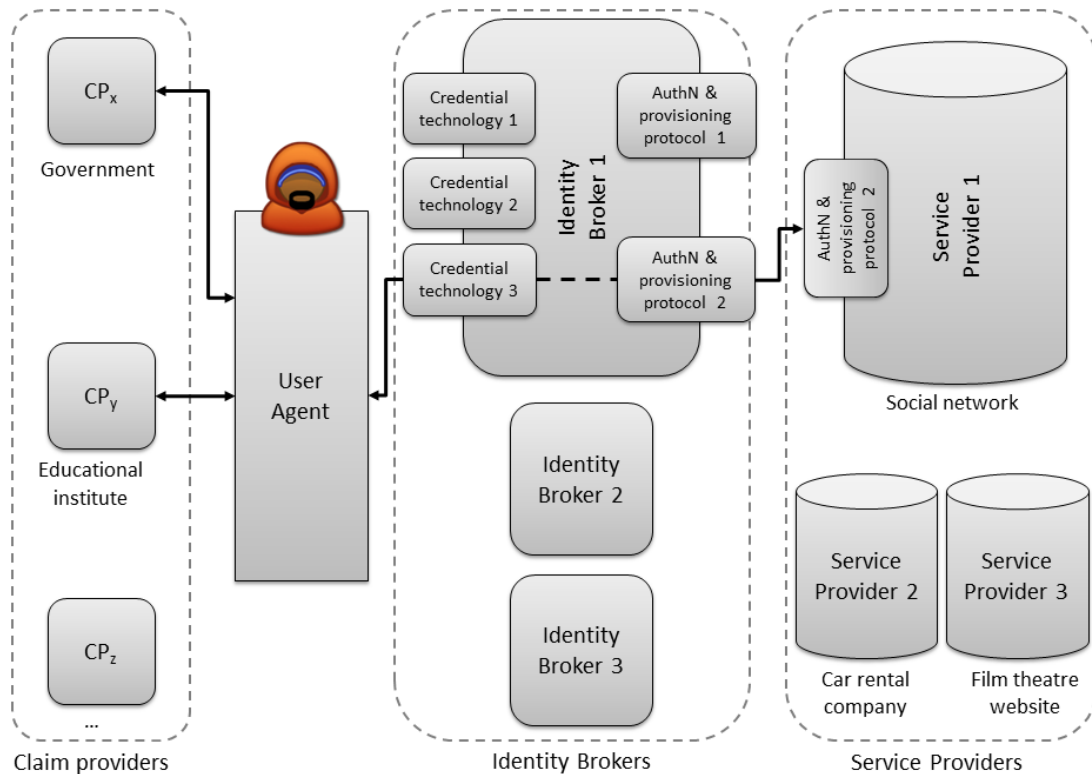 CPx
Government
CPy
Educational
institute
CPz
...
Claim providers
User
Agent
Credential
technology 1
Credential
technology 2
Credential
technology 3
Identity
Broker 1
AuthN &
provisioning
protocol 1
AuthN &
provisioning
protocol 2
Identity
Broker 2
Identity
Broker 3
Identity Brokers
AuthN &
provisioning
protocol 2
Service
Provider 1
Social network
Service
Provider 2
Car rental
company
Service
Provider 3
Film theatre
website
Service Providers